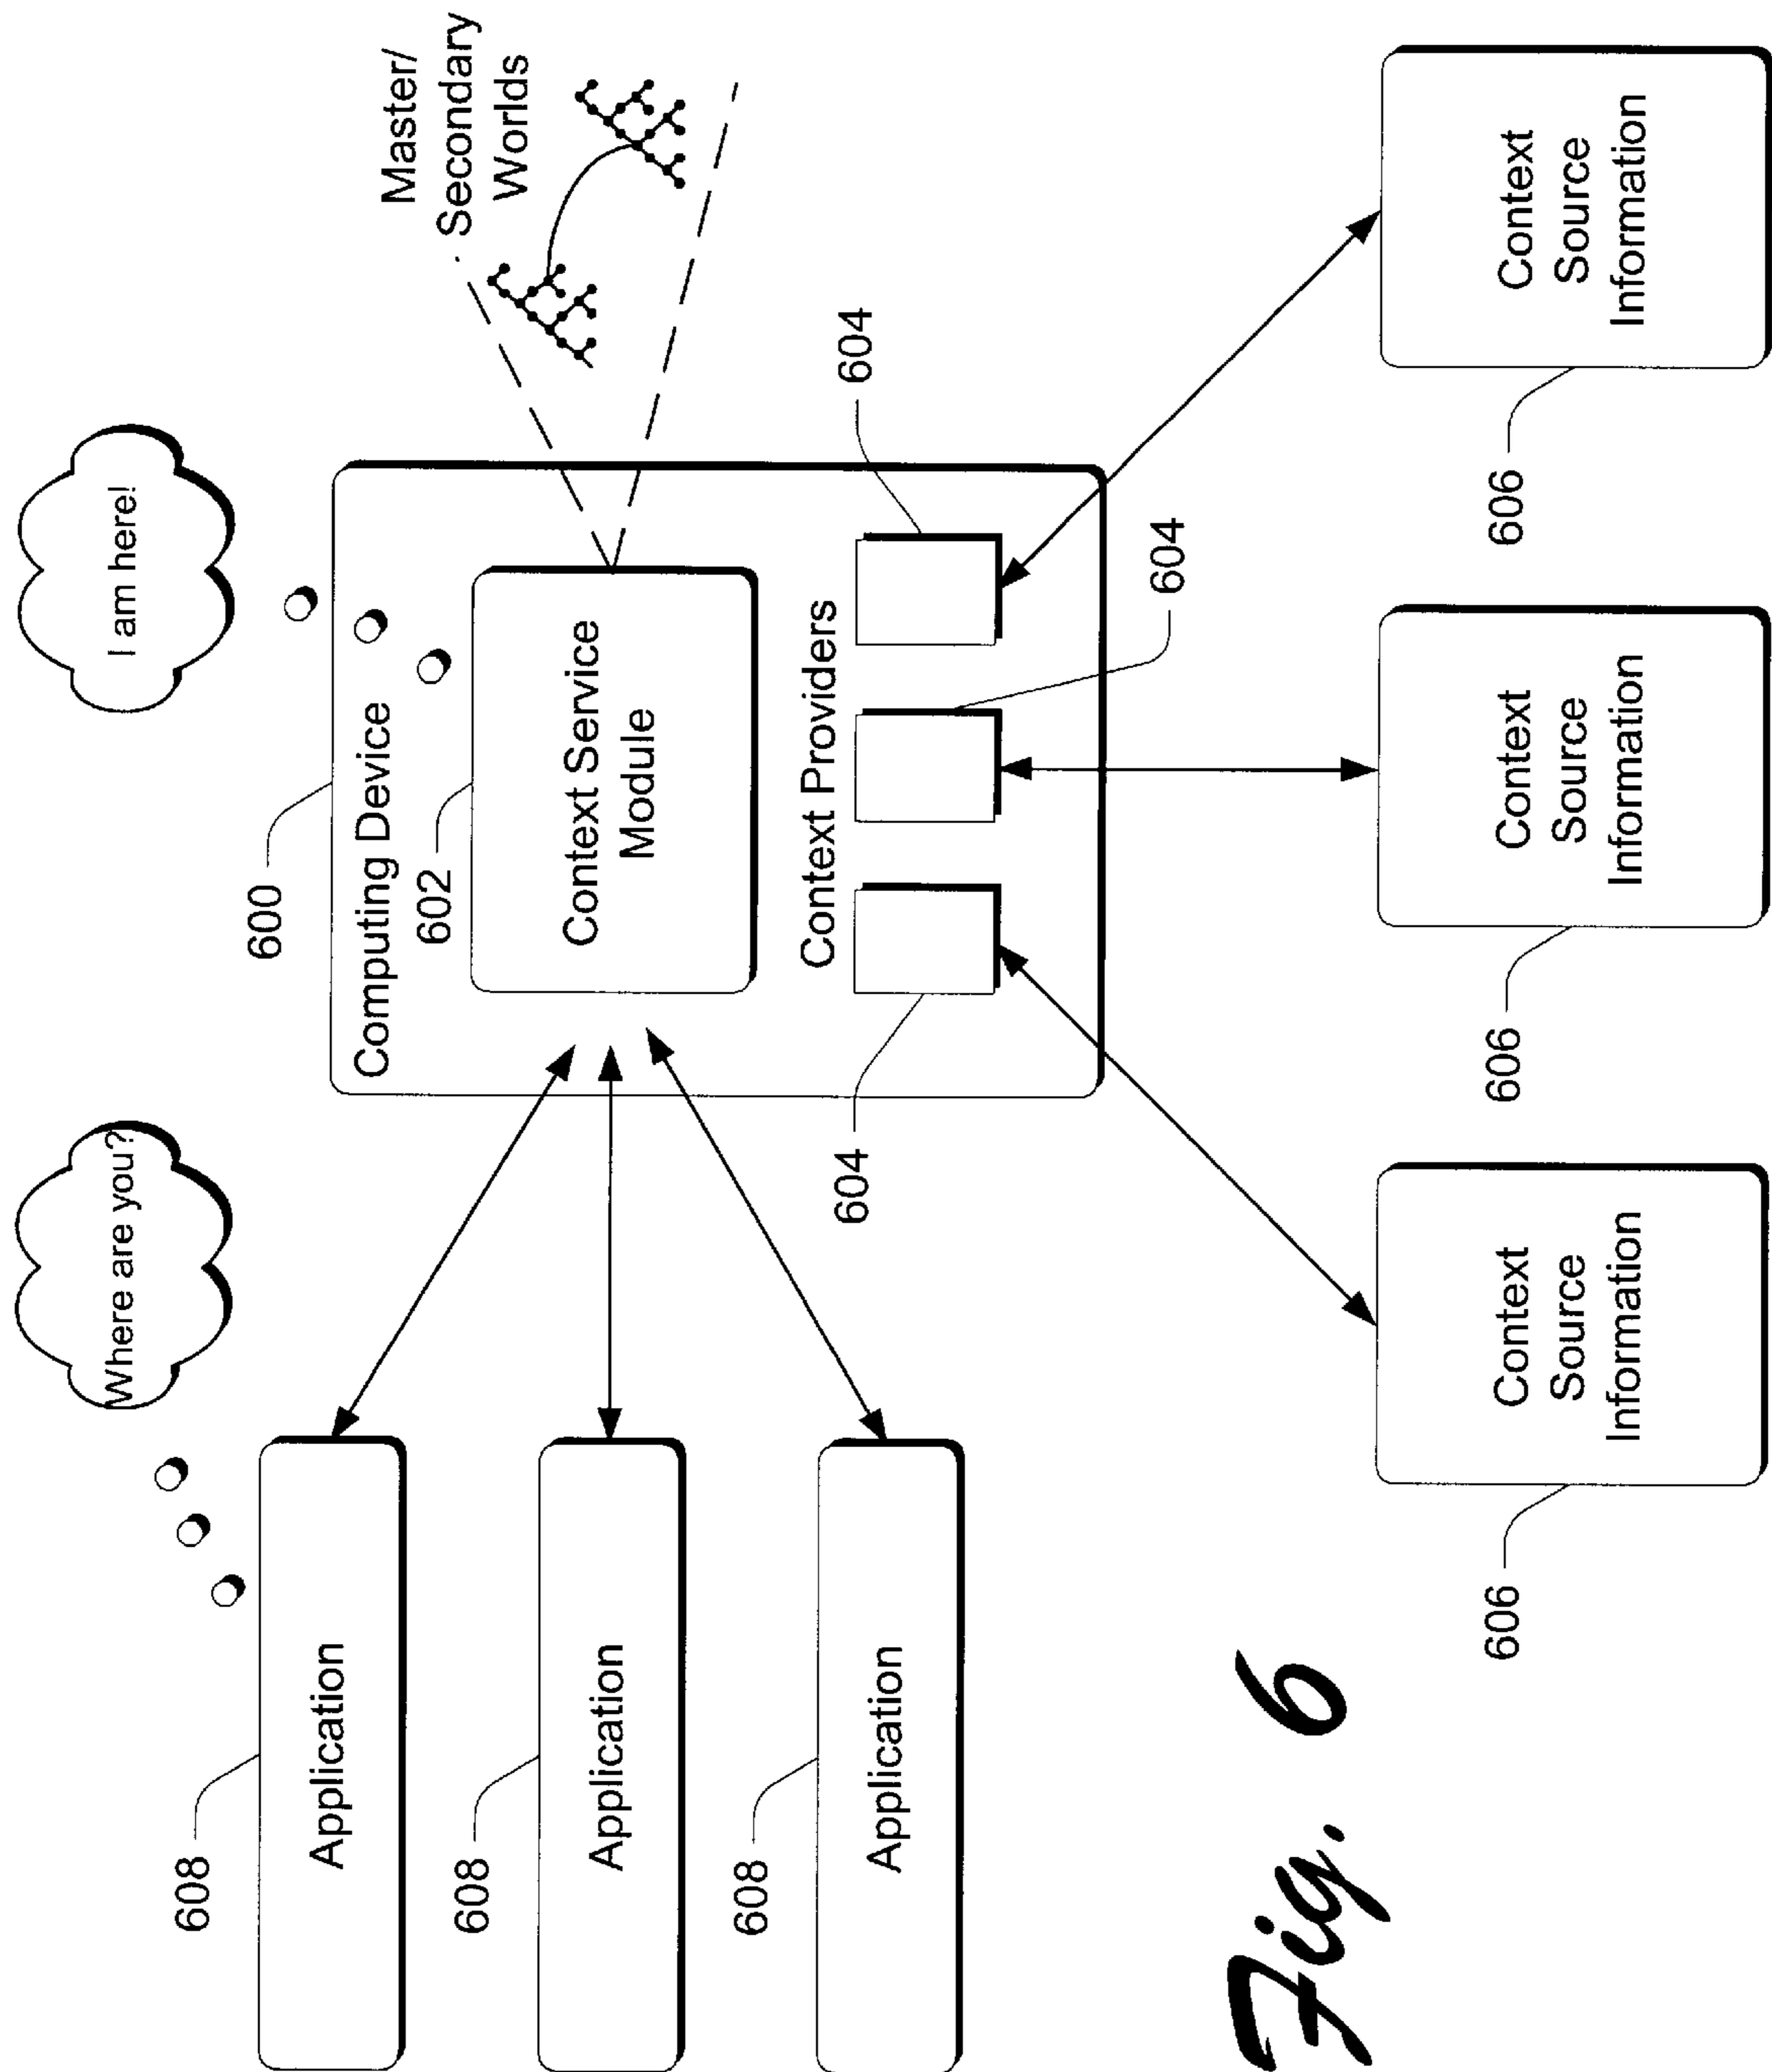 Where are you?
I am here!
Master/
Secondary
Worlds
600
Computing Device
602
Context Service
Module
Context Providers
604
604
604
608
Application
608
Application
608
Application
606
Context
Source
Information
606
Context
Source
Information
606
Context
Source
Information
Fig. 6